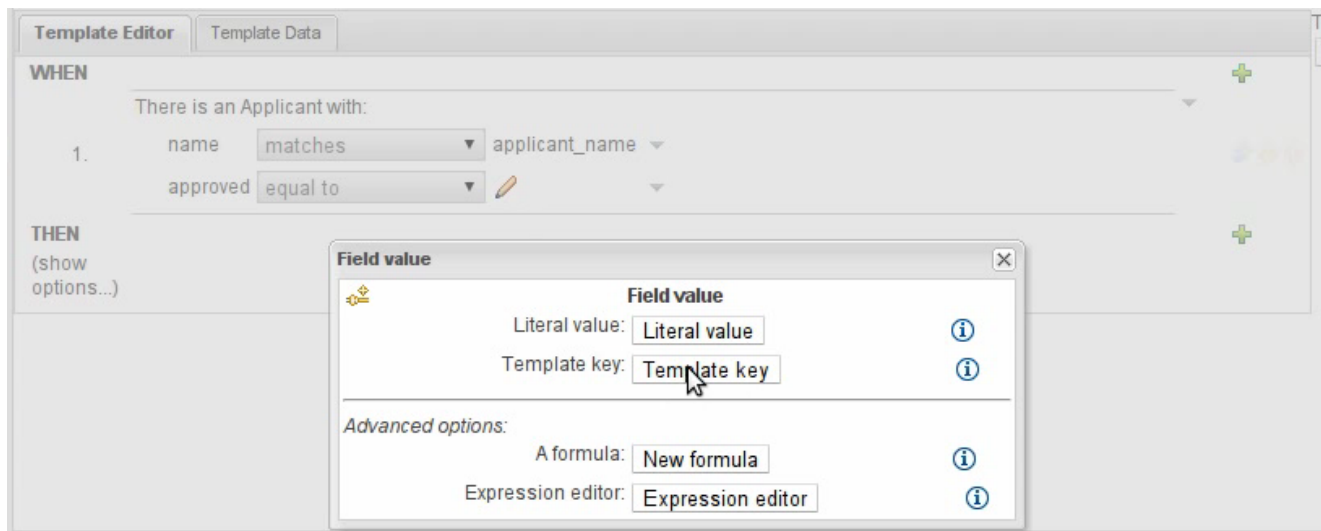 Template Editor Template Data
T
WHEN
There is an Applicant with:
1.
name matches applicant_name
approved equal to
THEN
(show
options...)
Field value
Field value
Literal value: Literal value
Template key: Template key
Advanced options:
A formula: New formula
Expression editor: Expression editor